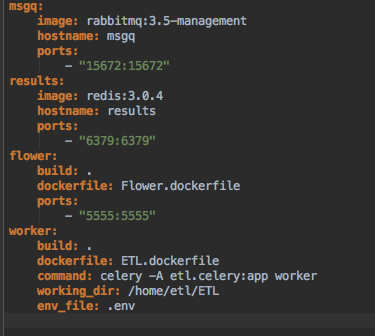 msgq:
    image: rabbitmq:3.5-management
    hostname: msgq
    ports:
        - "15672:15672"
results:
    image: redis:3.0.4
    hostname: results
    ports:
        - "6379:6379"
flower:
    build: .
    dockerfile: Flower.dockerfile
    ports:
        - "5555:5555"
worker:
    build: .
    dockerfile: ETL.dockerfile
    command: celery -A etl.celery:app worker
    working_dir: /home/etl/ETL
    env_file: .env